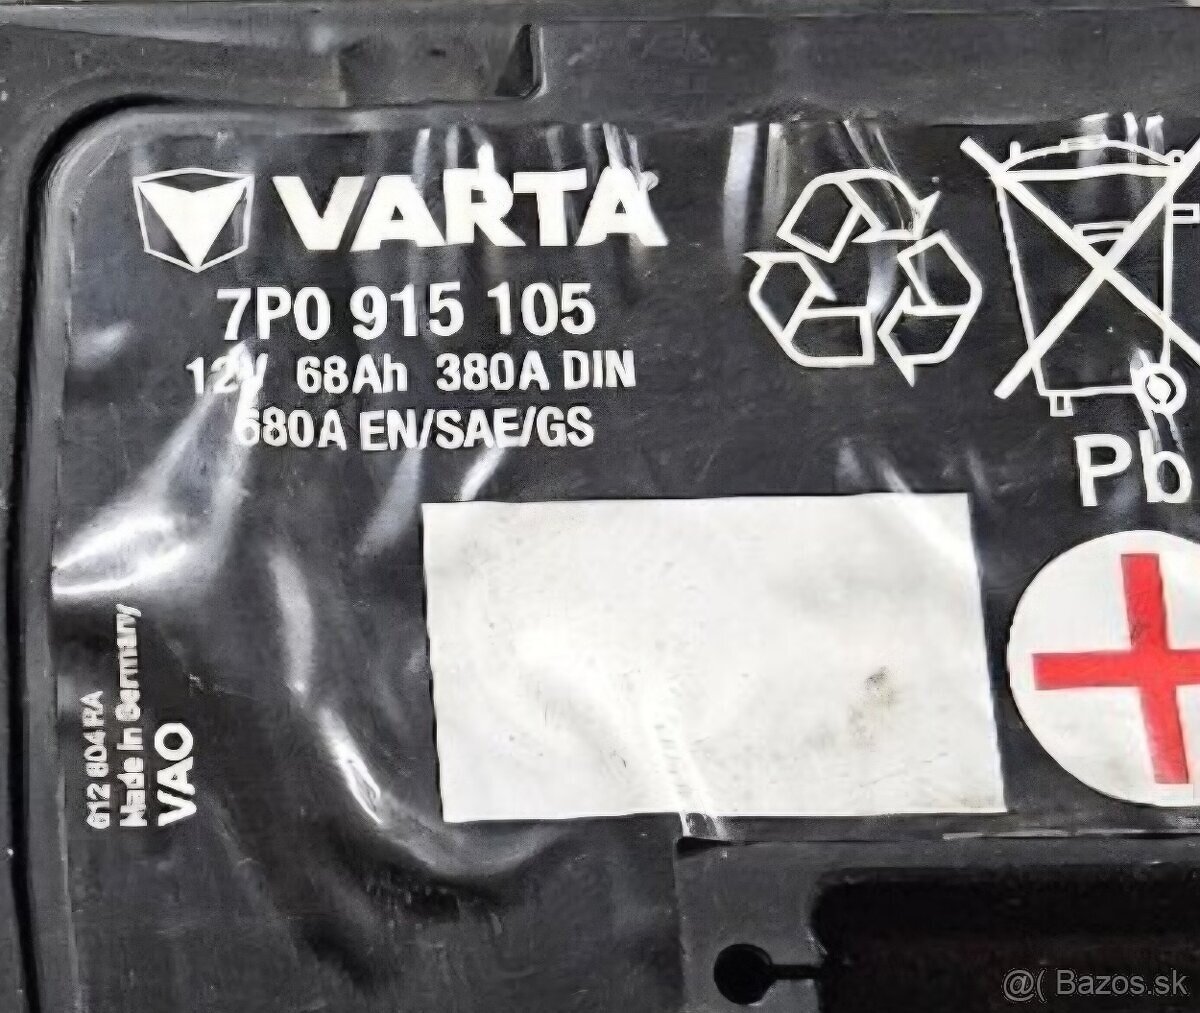 VARTA
7P0 915 105
12V 68Ah 380A DIN
680A EN/SAE/GS
Pb
612 804 RA
Made in Germany
VAO
@( Bazos.sk